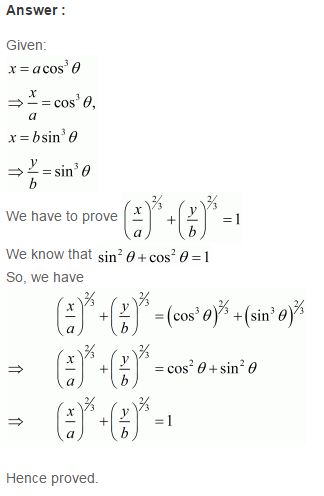 Answer :
Given:
x = a cos³ θ
⇒ x/a = cos³ θ,
x = b sin³ θ
⇒ y/b = sin³ θ
We have to prove (x/a)^(2/3) + (y/b)^(2/3) = 1
We know that sin² θ + cos² θ = 1
So, we have
(x/a)^(2/3) + (y/b)^(2/3) = (cos³ θ)^(2/3) + (sin³ θ)^(2/3)
⇒ (x/a)^(2/3) + (y/b)^(2/3) = cos² θ + sin² θ
⇒ (x/a)^(2/3) + (y/b)^(2/3) = 1
Hence proved.